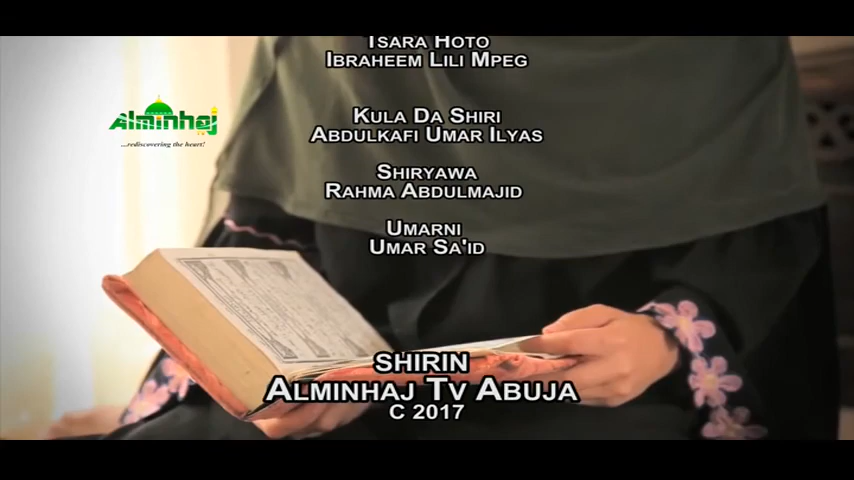 Tsara Hoto
Ibraheem Lili Mpeg
Alminhaj
...rediscovering the heart!
Kula Da Shiri
Abdulkafi Umar Ilyas
Shiryawa
Rahma Abdulmajid
Umarni
Umar Sa'id
SHIRIN
Alminhaj Tv Abuja
C 2017